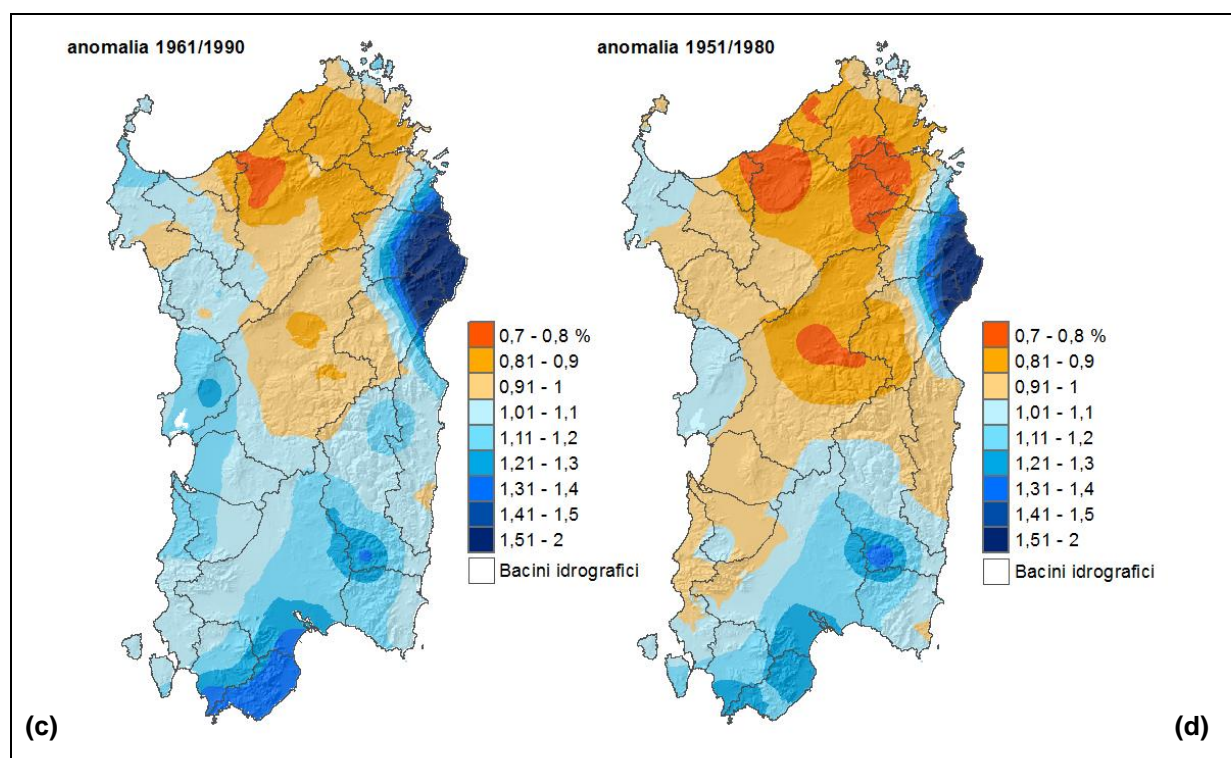 anomalia 1961/1990
0,7 - 0,8 %
0,81 - 0,9
0,91 - 1
1,01 - 1,1
1,11 - 1,2
1,21 - 1,3
1,31 - 1,4
1,41 - 1,5
1,51 - 2
Bacini idrografici
(c)
anomalia 1951/1980
0,7 - 0,8 %
0,81 - 0,9
0,91 - 1
1,01 - 1,1
1,11 - 1,2
1,21 - 1,3
1,31 - 1,4
1,41 - 1,5
1,51 - 2
Bacini idrografici
(d)